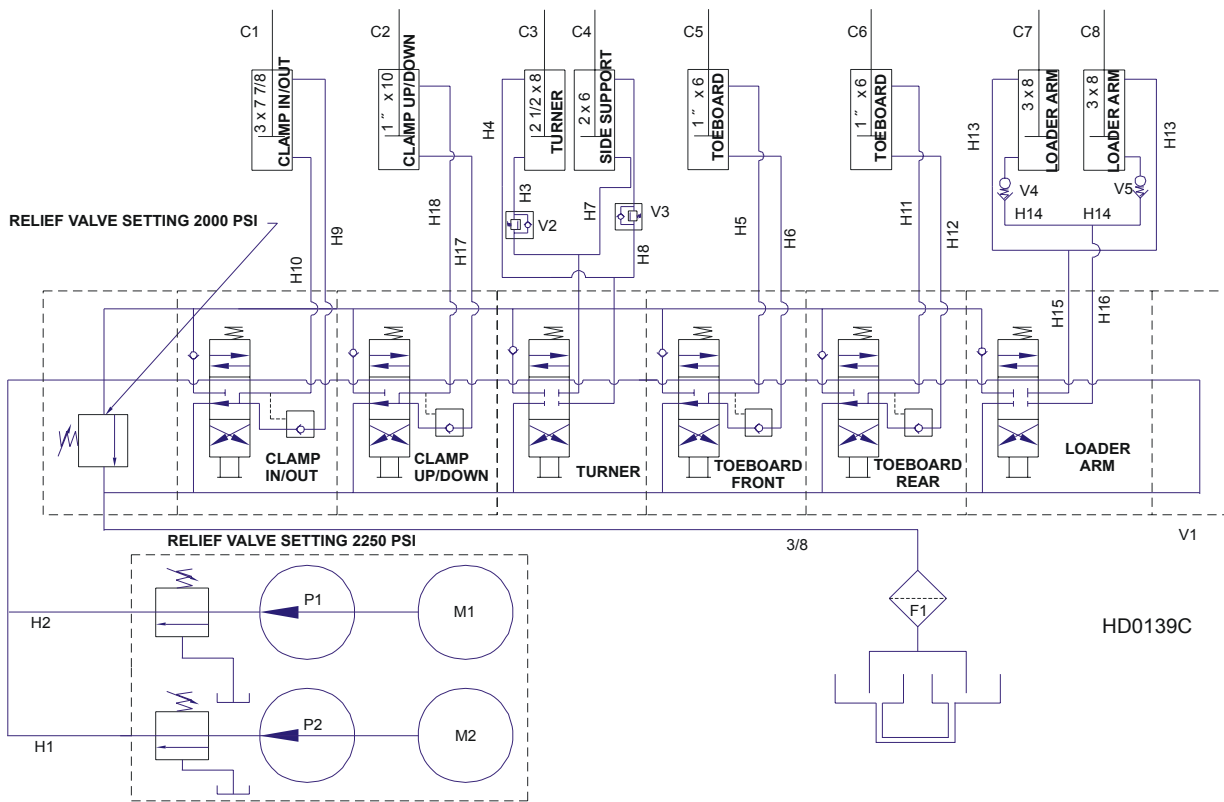 C1
C2
C3
C4
C5
C6
C7
C8
3 x 7 7/8
CLAMP IN/OUT
1 ″ x 10
CLAMP UP/DOWN
2 1/2 x 8
TURNER
2 x 6
SIDE SUPPORT
1 ″ x 6
TOEBOARD
1 ″ x 6
TOEBOARD
3 x 8
LOADER ARM
3 x 8
LOADER ARM
H4
H13
H13
H3
H7
V2
V3
V4
V5
H14
H14
RELIEF VALVE SETTING 2000 PSI
H9
H10
H18
H17
H8
H5
H6
H11
H12
H15
H16
CLAMP
IN/OUT
CLAMP
UP/DOWN
TURNER
TOEBOARD
FRONT
TOEBOARD
REAR
LOADER
ARM
V1
RELIEF VALVE SETTING 2250 PSI
3/8
H2
P1
M1
F1
HD0139C
H1
P2
M2